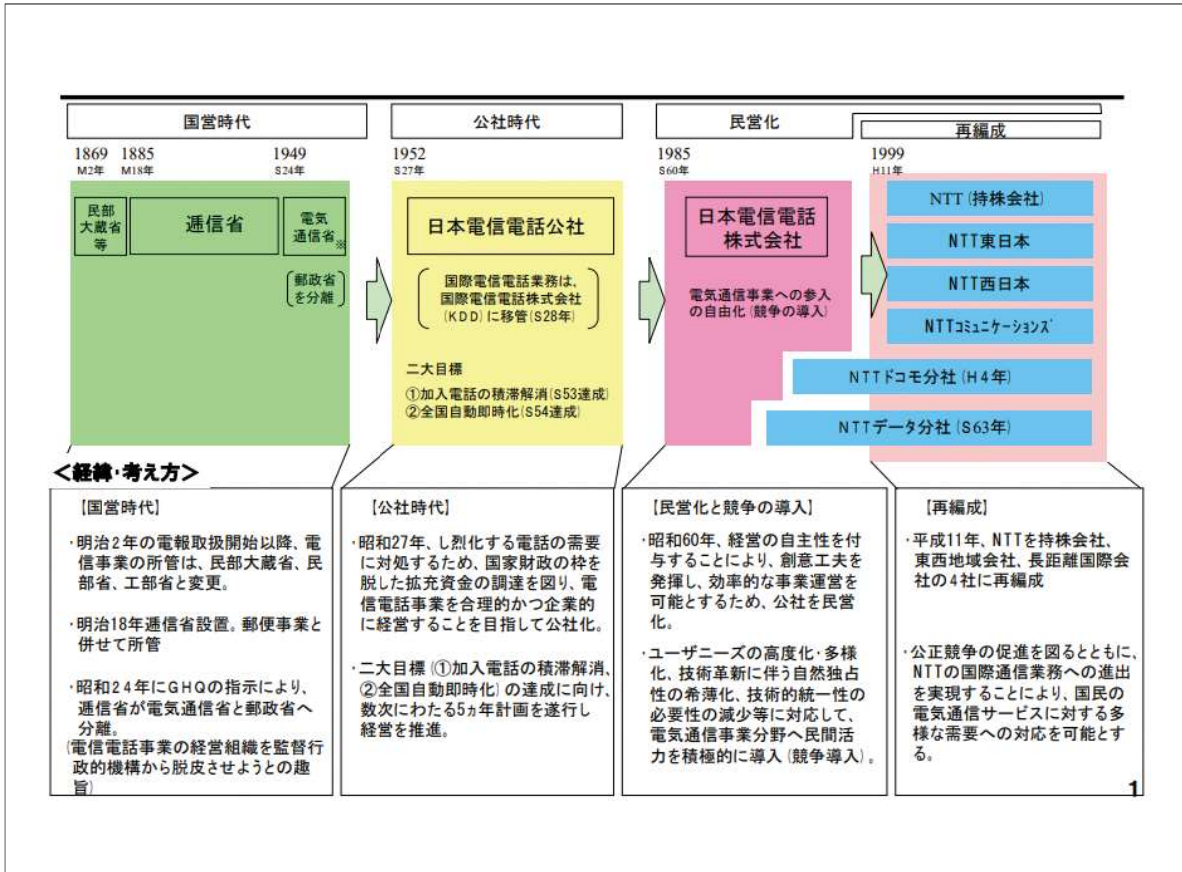 国営時代
公社時代
民営化
再編成
1869
M2年
1885
M18年
1949
S24年
1952
S27年
1985
S60年
1999
H11年
民部
大蔵省
等
逓信省
電気
通信省※
郵政省
を分離
日本電信電話公社
国際電信電話業務は、
国際電信電話株式会社
(KDD)に移管(S28年)
二大目標
①加入電話の積滞解消(S53達成)
②全国自動即時化(S54達成)
日本電信電話
株式会社
電気通信事業への参入
の自由化(競争の導入)
NTT(持株会社)
NTT東日本
NTT西日本
NTTコミュニケーションズ
NTTドコモ分社(H4年)
NTTデータ分社(S63年)
＜経緯・考え方＞
【国営時代】
・明治2年の電報取扱開始以降、電
信事業の所管は、民部大蔵省、民
部省、工部省と変更。
・明治18年逓信省設置。郵便事業と
併せて所管
・昭和24年にGHQの指示により、
逓信省が電気通信省と郵政省へ
分離。
(電信電話事業の経営組織を監督行
政的機構から脱皮させようとの趣
旨)
【公社時代】
・昭和27年、し烈化する電話の需要
に対処するため、国家財政の枠を
脱した拡充資金の調達を図り、電
信電話事業を合理的かつ企業的
に経営することを目指して公社化。
・二大目標(①加入電話の積滞解消、
②全国自動即時化)の達成に向け、
数次にわたる5ヵ年計画を遂行し
経営を推進。
【民営化と競争の導入】
・昭和60年、経営の自主性を付
与することにより、創意工夫を
発揮し、効率的な事業運営を
可能とするため、公社を民営
化。
・ユーザニーズの高度化・多様
化、技術革新に伴う自然独占
性の希薄化、技術的統一性の
必要性の減少等に対応して、
電気通信事業分野へ民間活
力を積極的に導入(競争導入)。
【再編成】
・平成11年、NTTを持株会社、
東西地域会社、長距離国際会
社の4社に再編成
・公正競争の促進を図るとともに、
NTTの国際通信業務への進出
を実現することにより、国民の
電気通信サービスに対する多
様な需要への対応を可能とす
る。
1